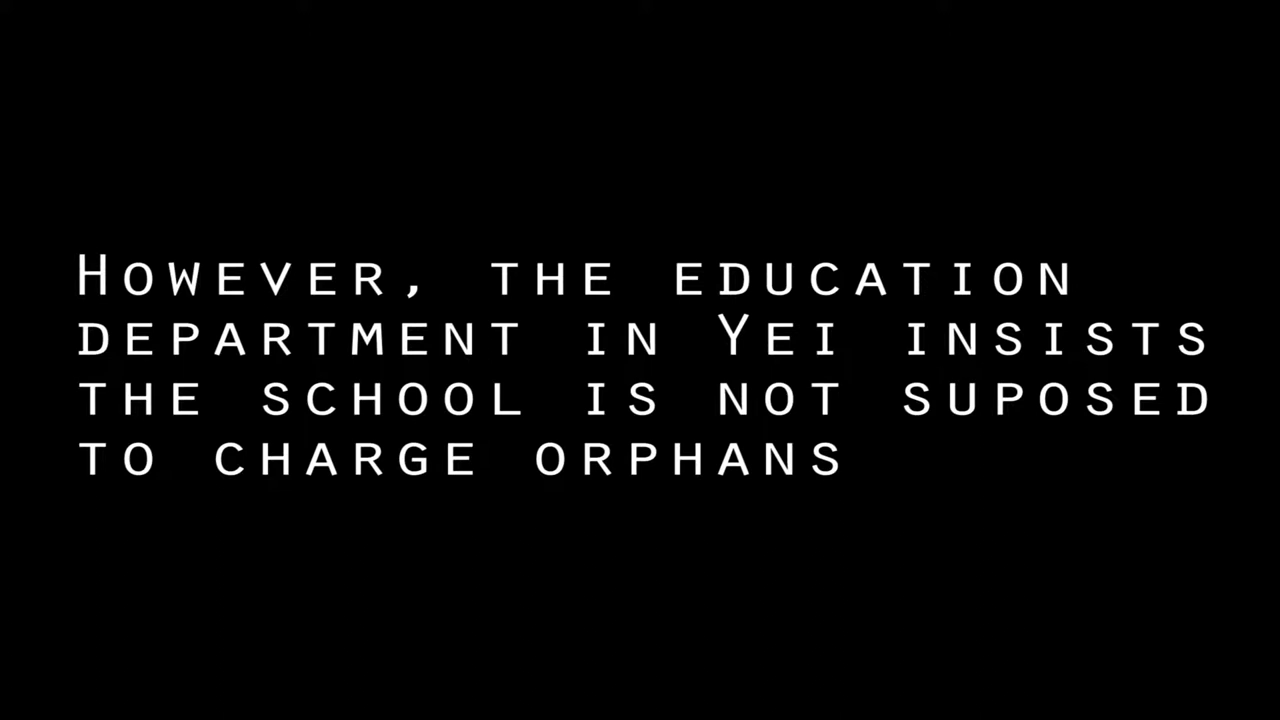 However, the education
department in Yei insists
the school is not suposed
to charge orphans